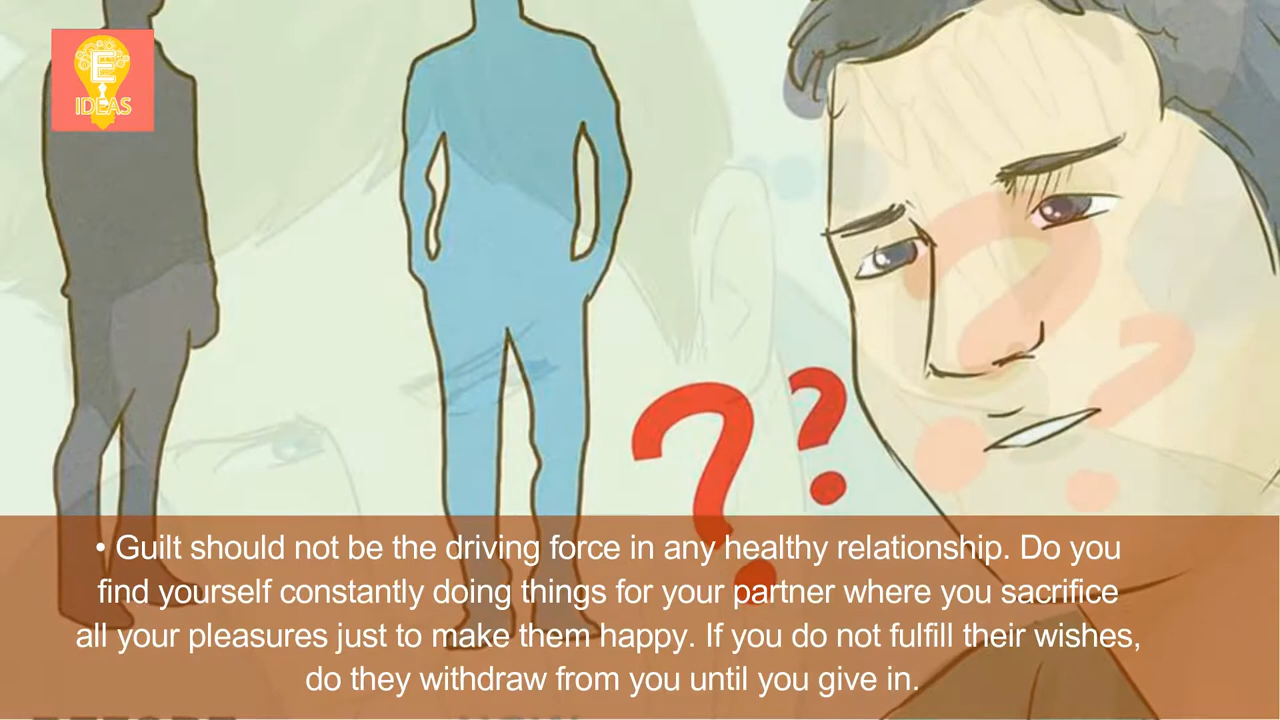 E
IDEAS
• Guilt should not be the driving force in any healthy relationship. Do you
find yourself constantly doing things for your partner where you sacrifice
all your pleasures just to make them happy. If you do not fulfill their wishes,
do they withdraw from you until you give in.